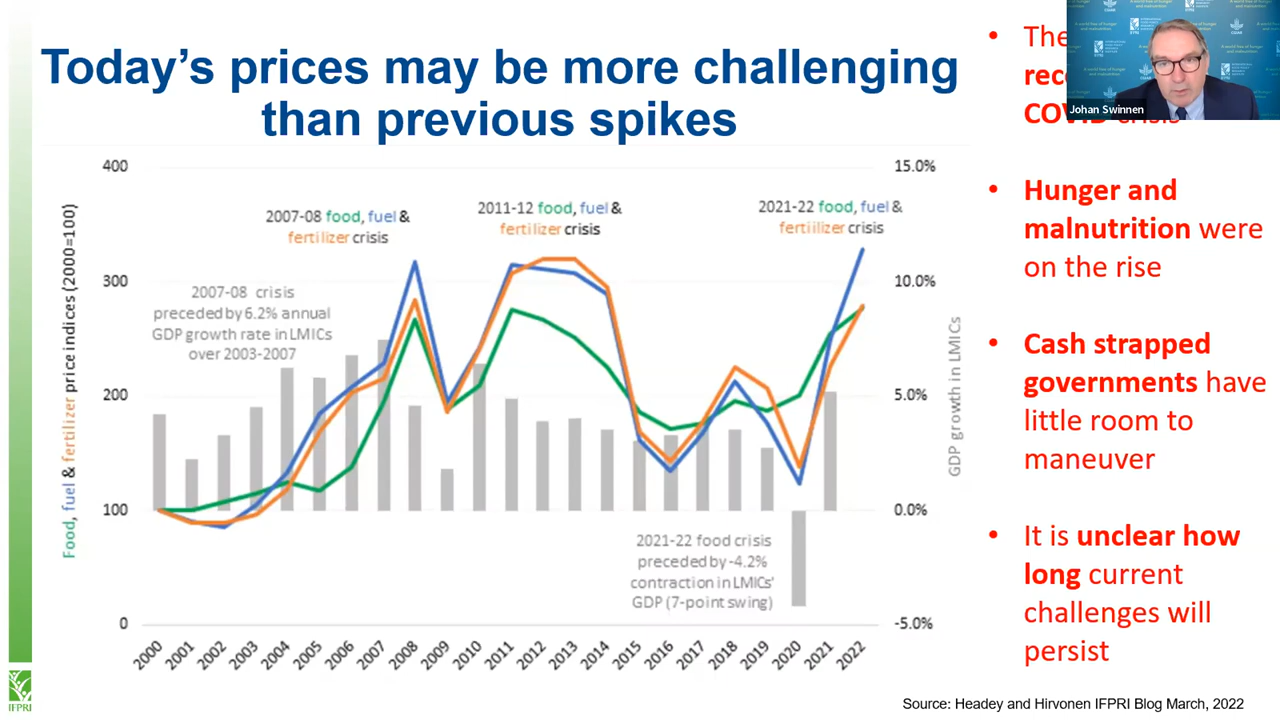 Today's prices may be more challenging
than previous spikes
400
300
200
100
0
Food, fuel & fertilizer price indices (2000=100)
2007-08 food, fuel &
fertilizer crisis
2011-12 food, fuel &
fertilizer crisis
2021-22 food, fuel &
fertiilzer crisis
2007-08 crisis
preceded by 6.2% annual
GDP growth rate in LMICs
over 2003-2007
2021-22 food crisis
preceded by -4.2%
contraction in LMICs'
GDP (7-point swing)
15.0%
10.0%
5.0%
0.0%
-5.0%
GDP growth in LMICs
2000
2001
2002
2003
2004
2005
2006
2007
2008
2009
2010
2011
2012
2013
2014
2015
2016
2017
2018
2019
2020
2021
2022
Johan Swinnen
• The
• Hunger and
malnutrition were
on the rise
• Cash strapped
governments have
little room to
maneuver
• It is unclear how
long current
challenges will
persist
IFPRI
Source: Headey and Hirvonen IFPRI Blog March, 2022